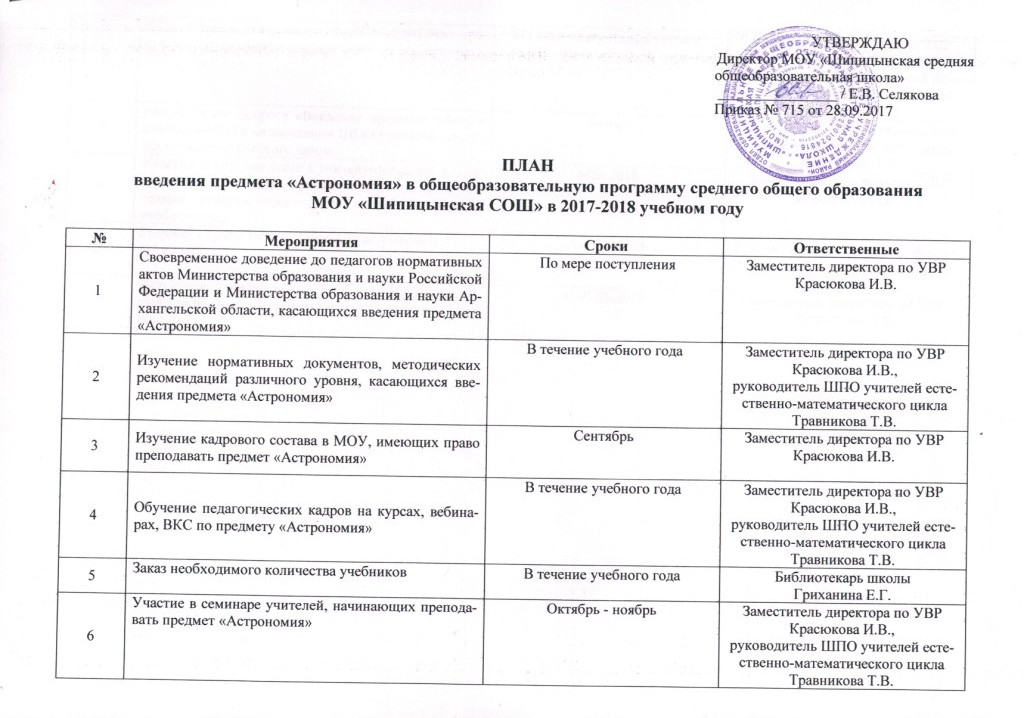 УТВЕРЖДАЮ
Директор МОУ «Шипицынская средняя
общеобразовательная школа»
/ Е.В. Селякова
Приказ № 715 от 28.09.2017
ПЛАН
введения предмета «Астрономия» в общеобразовательную программу среднего общего образования
МОУ «Шипицынская СОШ» в 2017-2018 учебном году
№ Мероприятия Сроки Ответственные
1
Своевременное доведение до педагогов нормативных
актов Министерства образования и науки Российской
Федерации и Министерства образования и науки Ар-
хангельской области, касающихся введения предмета
«Астрономия»
По мере поступления
Заместитель директора по УВР
Красюкова И.В.
2
Изучение нормативных документов, методических
рекомендаций различного уровня, касающихся вве-
дения предмета «Астрономия»
В течение учебного года
Заместитель директора по УВР
Красюкова И.В.,
руководитель ШПО учителей есте-
ственно-математического цикла
Травникова Т.В.
3
Изучение кадрового состава в МОУ, имеющих право
преподавать предмет «Астрономия»
Сентябрь
Заместитель директора по УВР
Красюкова И.В.
4
Обучение педагогических кадров на курсах, вебина-
рах, ВКС по предмету «Астрономия»
В течение учебного года
Заместитель директора по УВР
Красюкова И.В.,
руководитель ШПО учителей есте-
ственно-математического цикла
Травникова Т.В.
5
Заказ необходимого количества учебников
В течение учебного года
Библиотекарь школы
Гриханина Е.Г.
6
Участие в семинаре учителей, начинающих препода-
вать предмет «Астрономия»
Октябрь - ноябрь
Заместитель директора по УВР
Красюкова И.В.,
руководитель ШПО учителей есте-
ственно-математического цикла
Травникова Т.В.